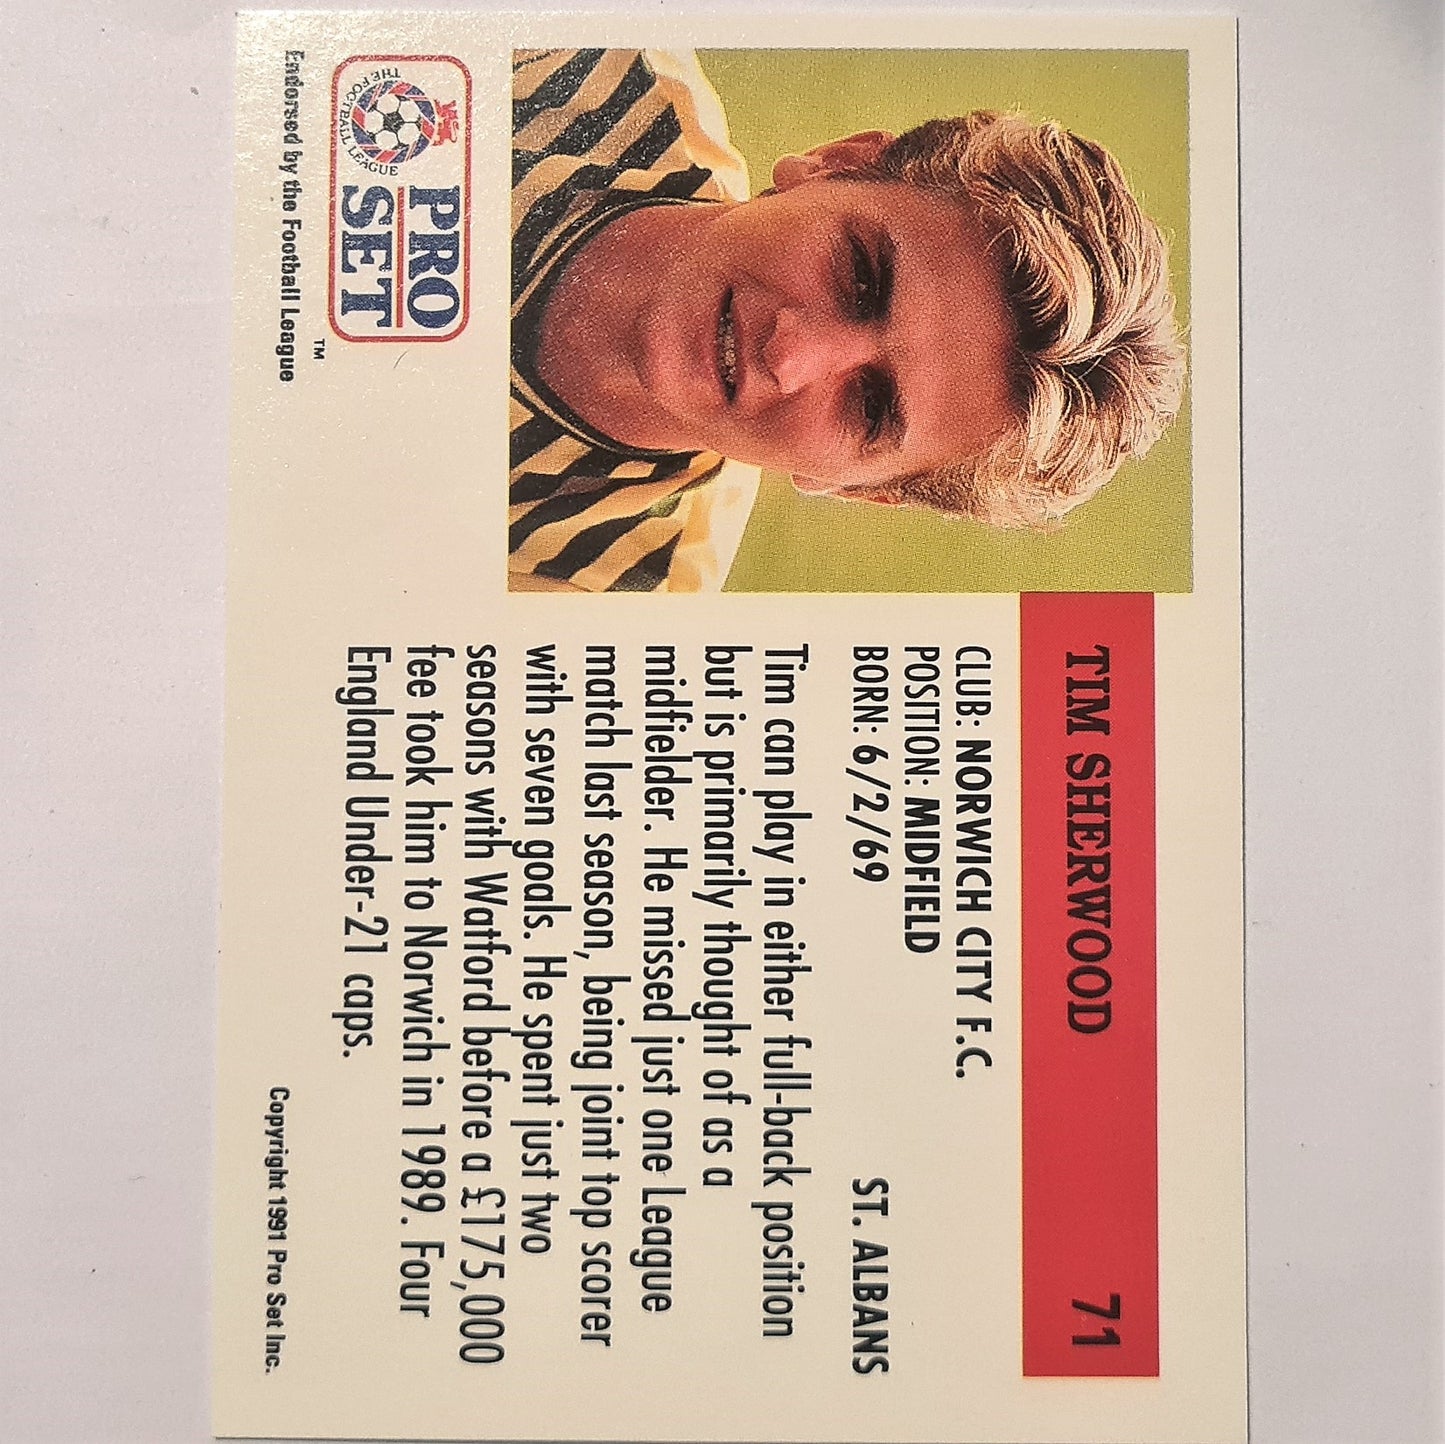 TIM SHERWOOD 71
CLUB: NORWICH CITY F.C.
POSITION: MIDFIELD
BORN: 6/2/69 ST. ALBANS
Tim can play in either full-back position
but is primarily thought of as a
midfielder. He missed just one League
match last season, being joint top scorer
with seven goals. He spent just two
seasons with Watford before a £175,000
fee took him to Norwich in 1989. Four
England Under-21 caps.
THE FOOTBALL LEAGUE
PRO
SET
TM
Endorsed by the Football League
Copyright 1991 Pro Set Inc.